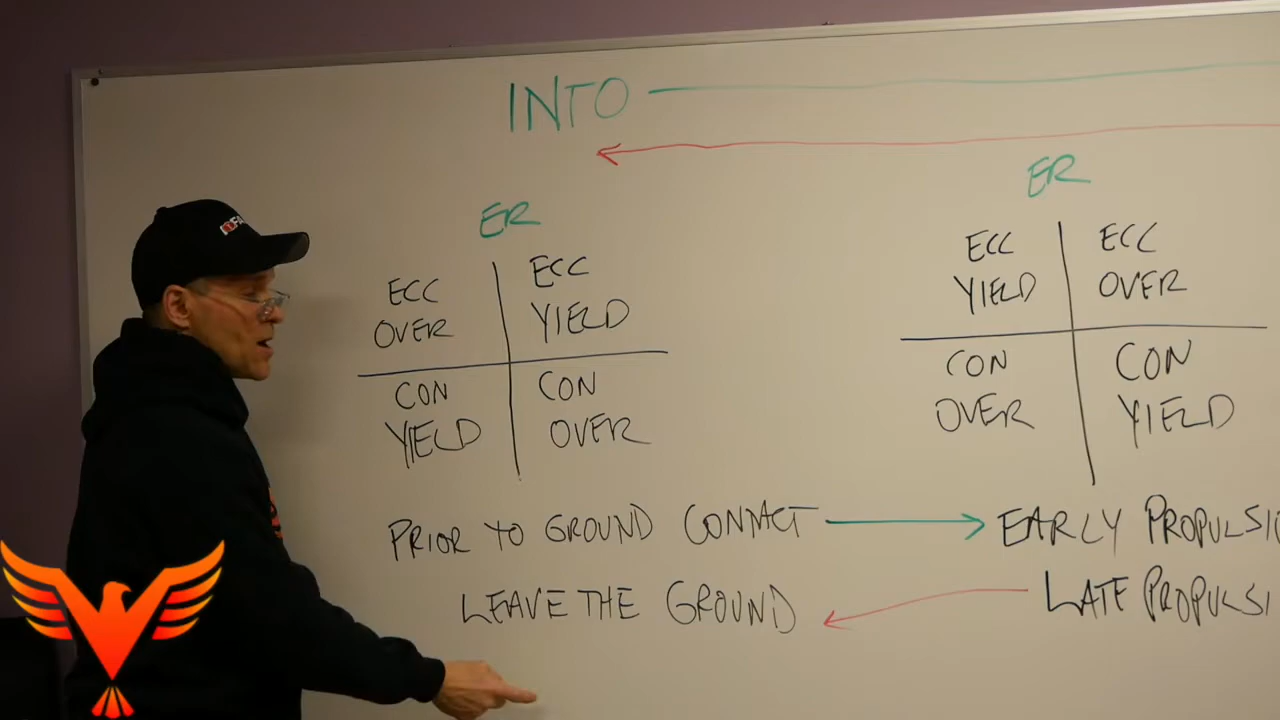 INTO
ER
ECC OVER
ECC YIELD
CON YIELD
CON OVER
ER
ECC YIELD
ECC OVER
CON OVER
CON YIELD
PRIOR TO GROUND CONTACT
EARLY PROPULSIO
LEAVE THE GROUND
LATE PROPULSI